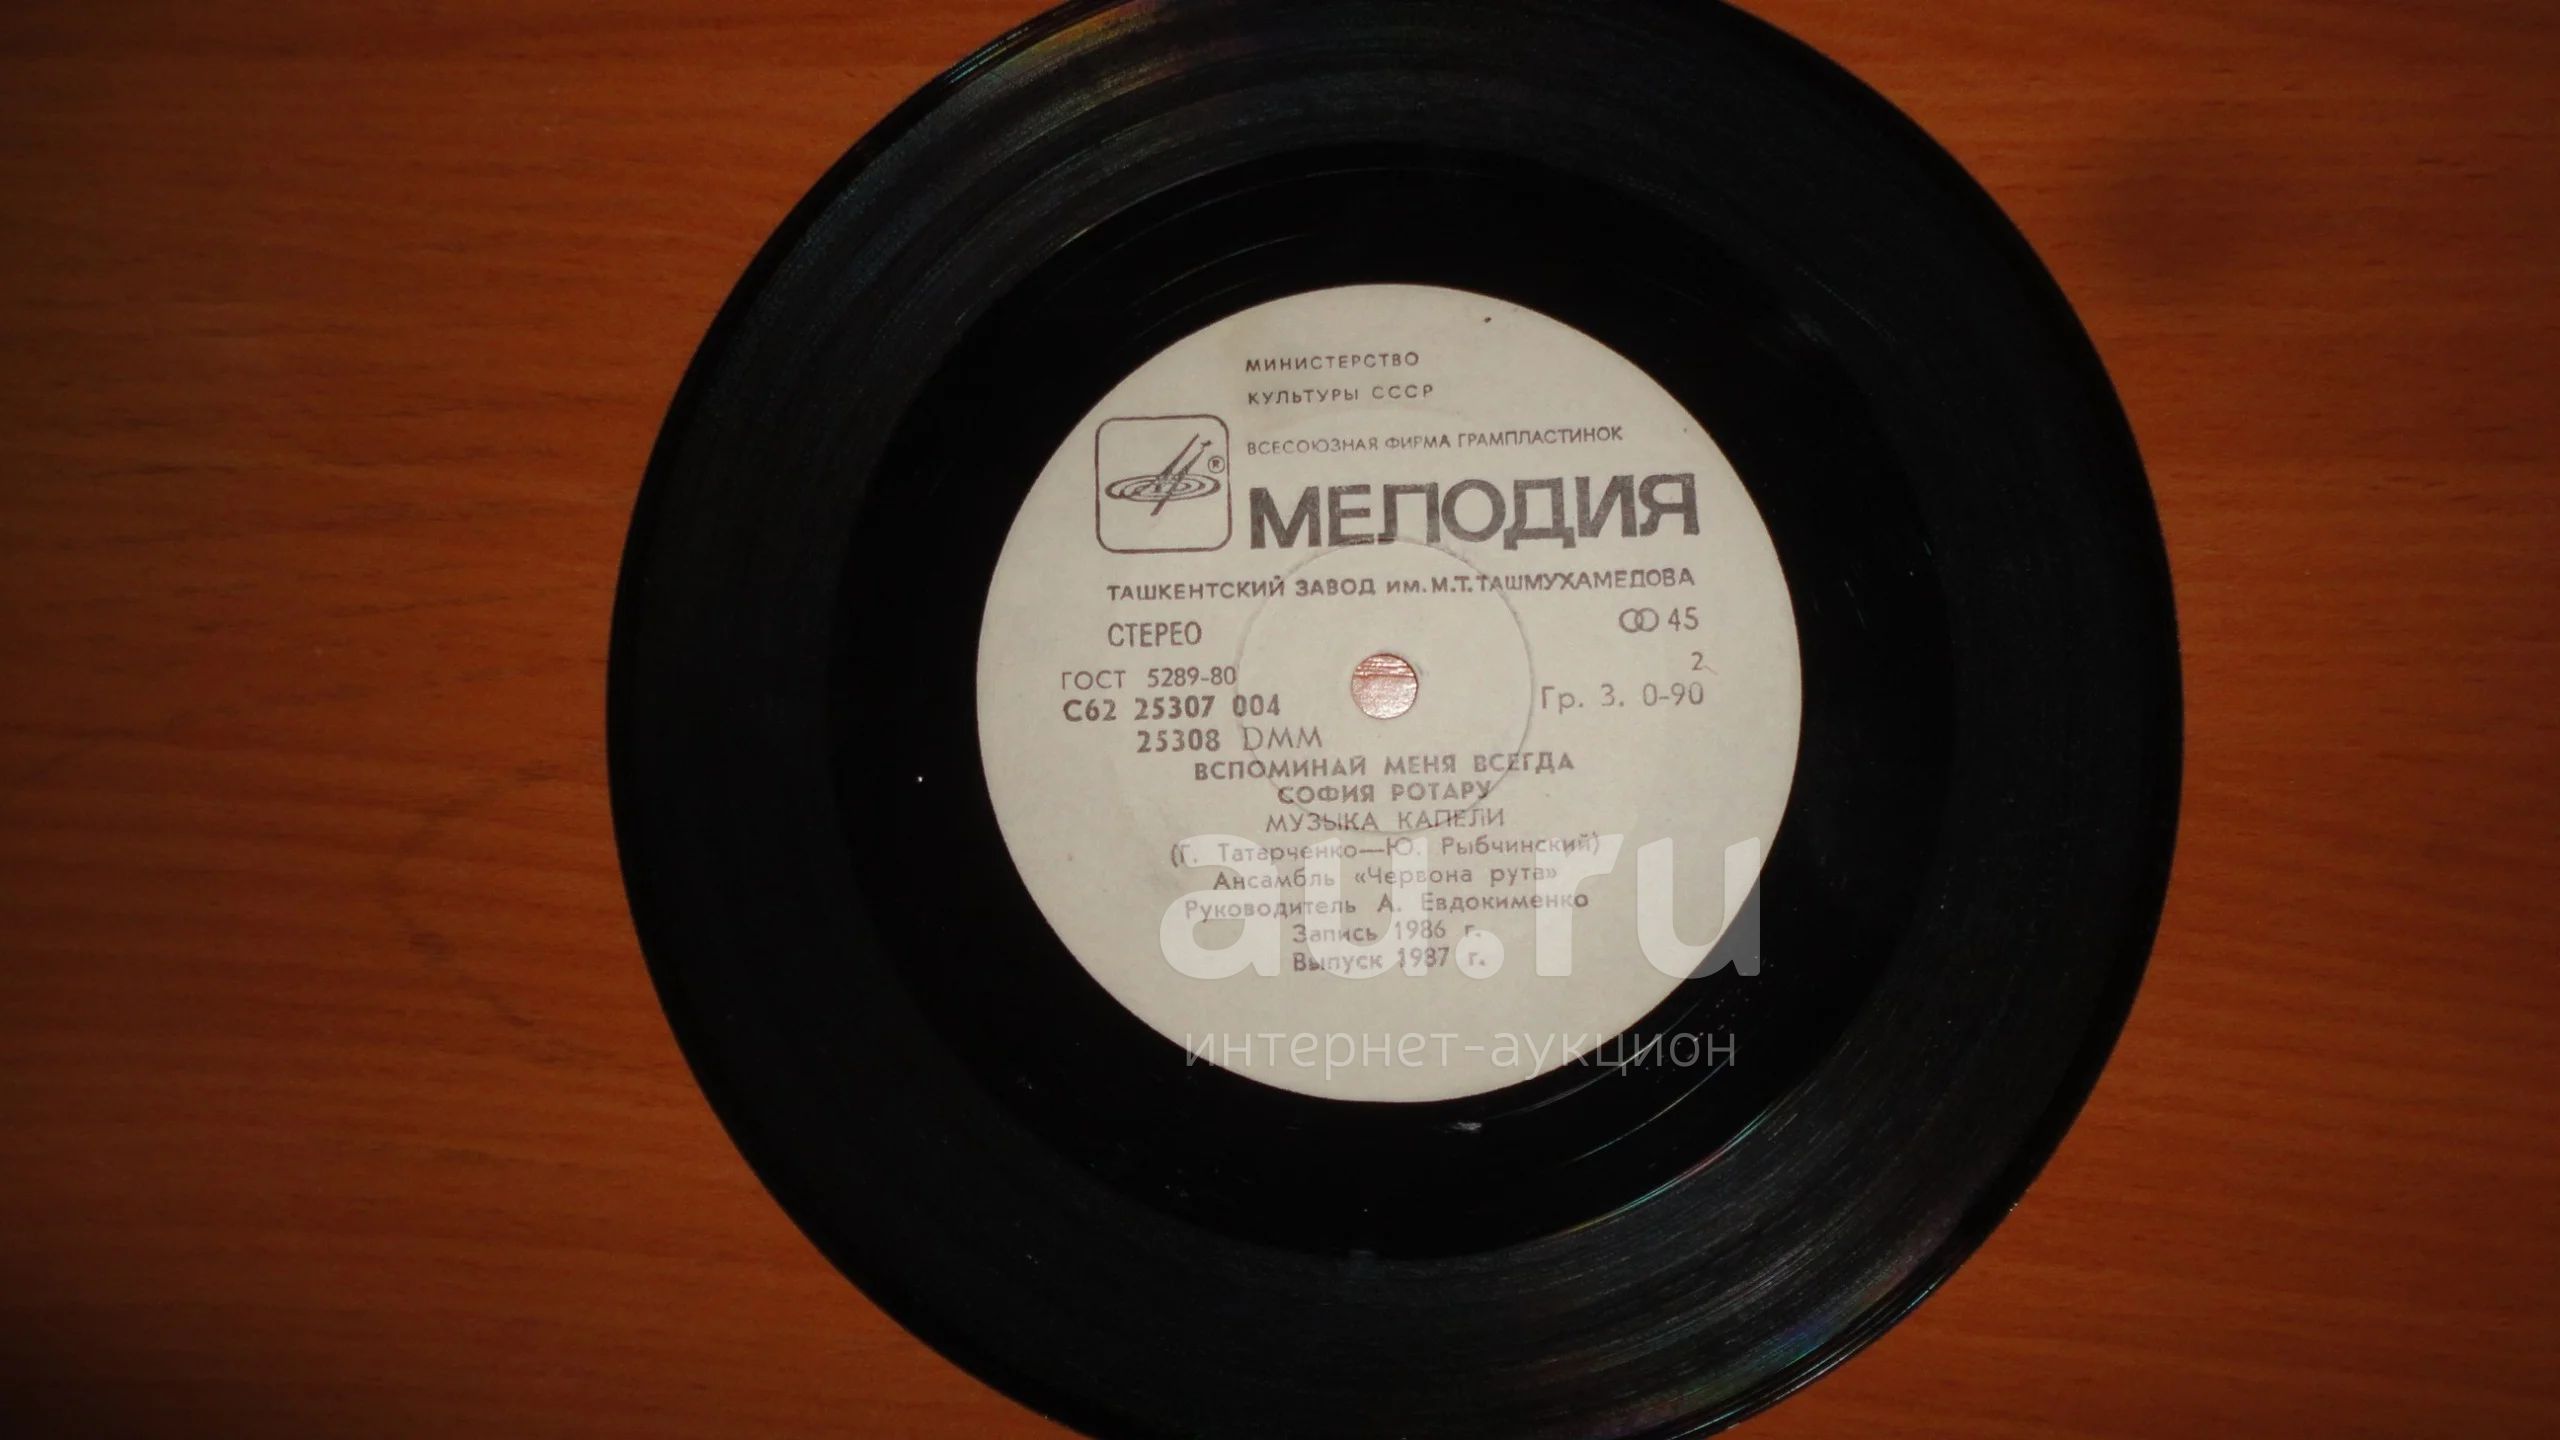 МИНИСТЕРСТВО
КУЛЬТУРЫ СССР
ВСЕСОЮЗНАЯ ФИРМА ГРАМПЛАСТИНОК
®
МЕЛОДИЯ
ТАШКЕНТСКИЙ ЗАВОД им. М.Т. ТАШМУХАМЕДОВА
СТЕРЕО
45
ГОСТ 5289-80
2
С62 25307 004
Гр. 3. 0-90
25308 DMM
ВСПОМИНАЙ МЕНЯ ВСЕГДА
СОФИЯ РОТАРУ
МУЗЫКА КАПЕЛИ
(Г. Татарченко—Ю. Рыбчинский)
Ансамбль «Червона рута»
Руководитель А. Евдокименко
Запись 1986 г.
Выпуск 1987 г.
au.ru
интернет-аукцион